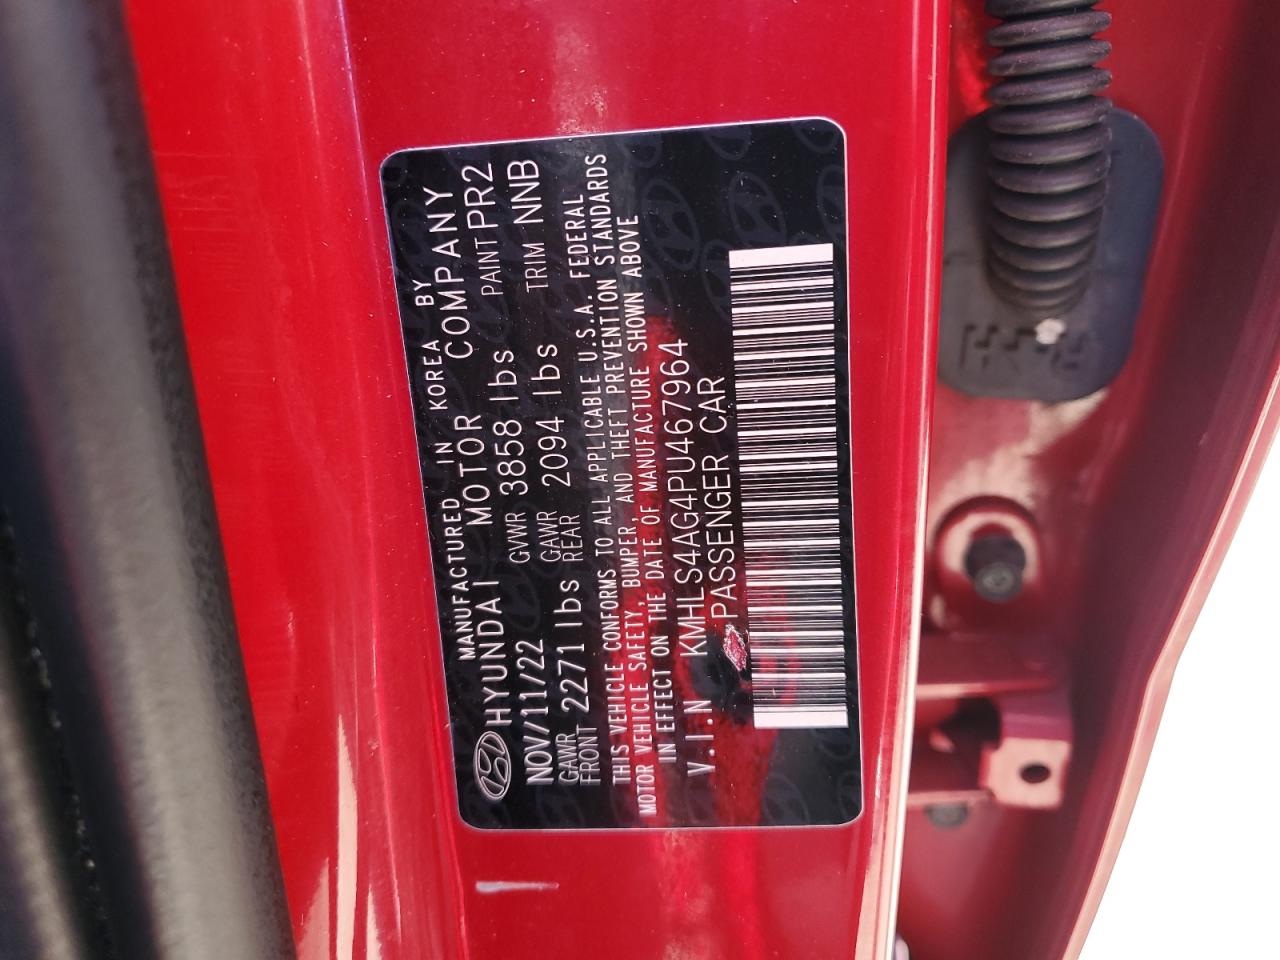 MANUFACTURED IN KOREA BY
HYUNDAI MOTOR COMPANY
NOV/11/22 GVWR 3858 lbs PAINT PR2
GAWR FRONT 2271 lbs GAWR REAR 2094 lbs TRIM NNB
THIS VEHICLE CONFORMS TO ALL APPLICABLE U.S.A. FEDERAL
MOTOR VEHICLE SAFETY, BUMPER, AND THEFT PREVENTION STANDARDS
IN EFFECT ON THE DATE OF MANUFACTURE SHOWN ABOVE
V.I.N KMHLS4AG4PU467964
PASSENGER CAR